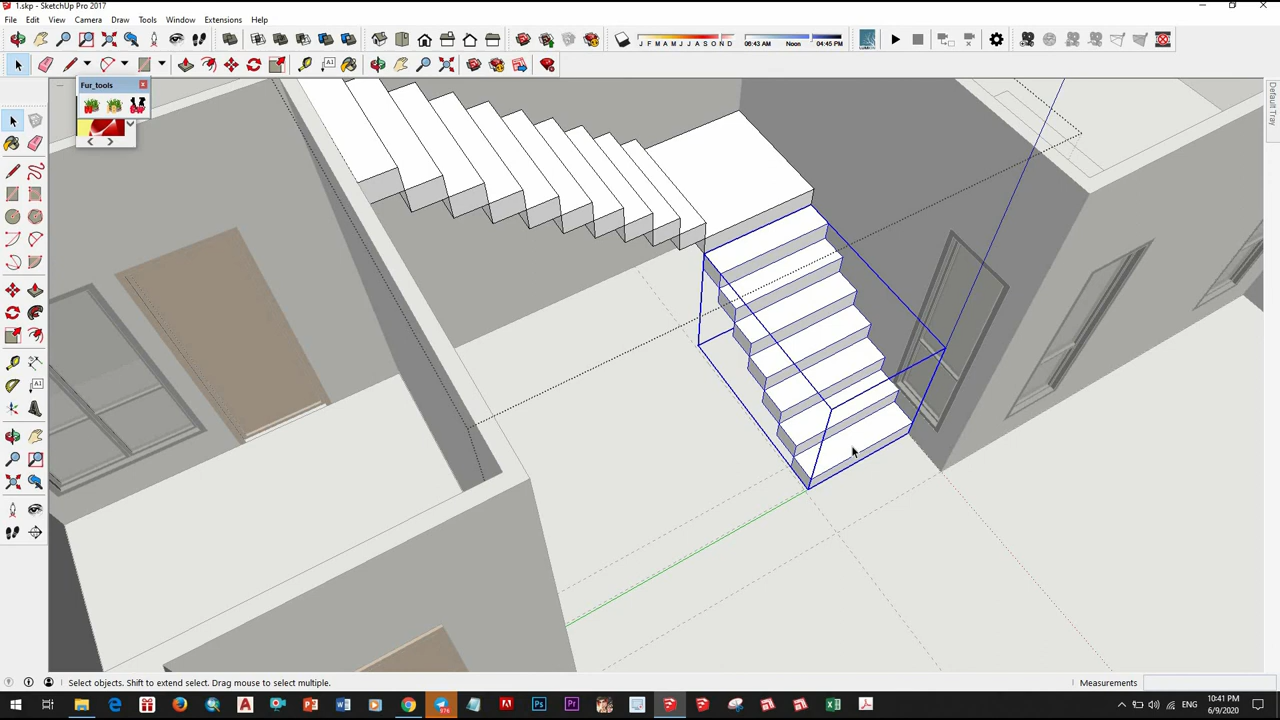 1.skp - SketchUp Pro 2017
File Edit View Camera Draw Tools Window Extensions Help
J F M A M J J A S O N D 06:43 AM Noon 04:45 PM
Fur_tools
Default Tray
Select objects. Shift to extend select. Drag mouse to select multiple.
Measurements
ENG
10:41 PM
6/9/2020